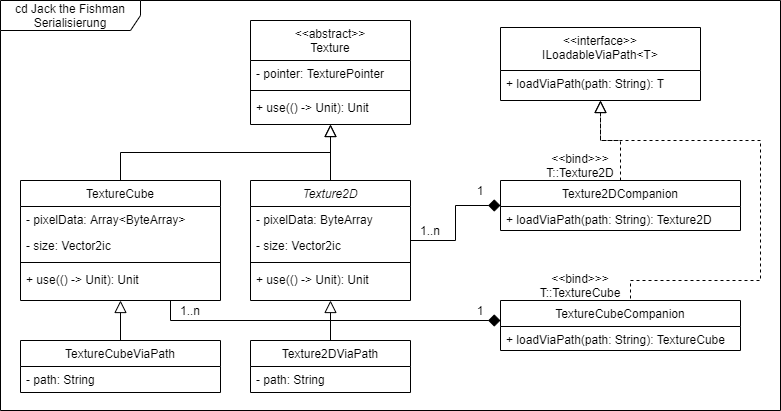 cd Jack the Fishman
Serialisierung
<<abstract>>
Texture
- pointer: TexturePointer
+ use(() -> Unit): Unit
<<interface>>
ILoadableViaPath<T>
+ loadViaPath(path: String): T
TextureCube
- pixelData: Array<ByteArray>
- size: Vector2ic
+ use(() -> Unit): Unit
Texture2D
- pixelData: ByteArray
- size: Vector2ic
+ use(() -> Unit): Unit
1
1..n
<<bind>>>
T::Texture2D
Texture2DCompanion
+ loadViaPath(path: String): Texture2D
1..n
1
<<bind>>>
T::TextureCube
TextureCubeCompanion
+ loadViaPath(path: String): TextureCube
TextureCubeViaPath
- path: String
Texture2DViaPath
- path: String